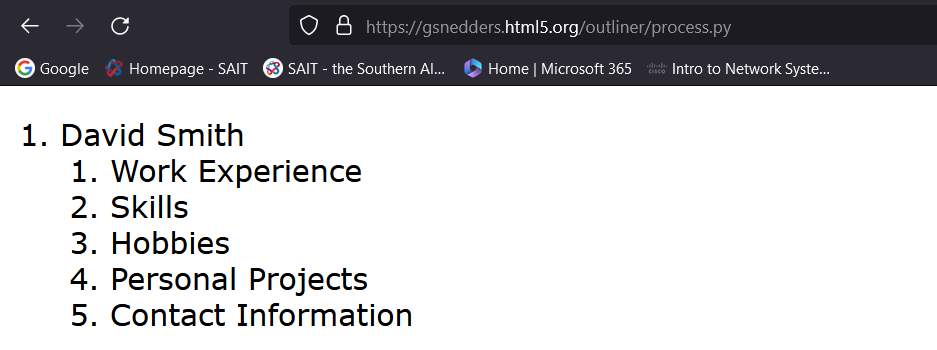 https://gsnedders.html5.org/outliner/process.py
Google Homepage - SAIT SAIT - the Southern Al... Home | Microsoft 365 Intro to Network Syste...
1. David Smith
1. Work Experience
2. Skills
3. Hobbies
4. Personal Projects
5. Contact Information